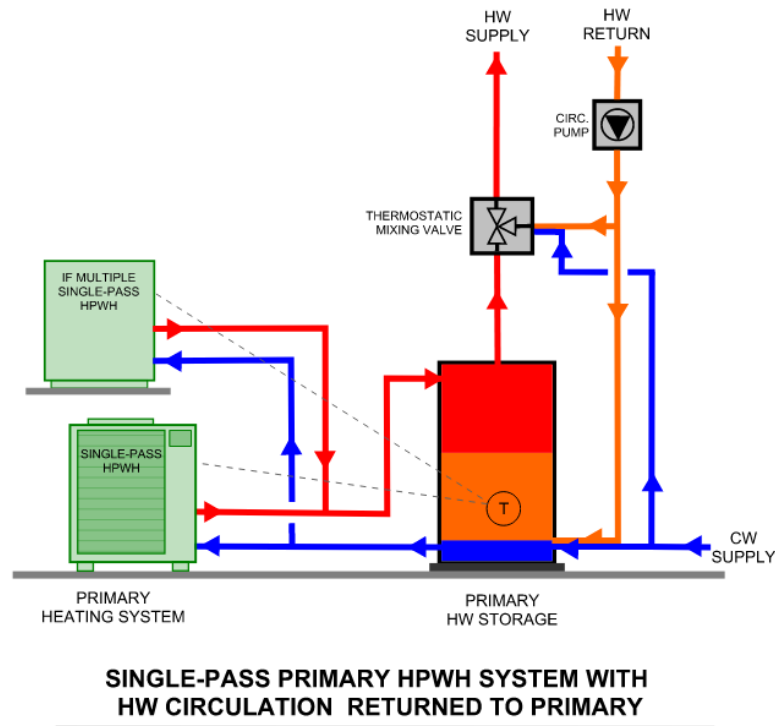 HW
SUPPLY
HW
RETURN
CIRC.
PUMP
THERMOSTATIC
MIXING VALVE
IF MULTIPLE
SINGLE-PASS
HPWH
SINGLE-PASS
HPWH
T
CW
SUPPLY
PRIMARY
HEATING SYSTEM
PRIMARY
HW STORAGE
SINGLE-PASS PRIMARY HPWH SYSTEM WITH
HW CIRCULATION RETURNED TO PRIMARY